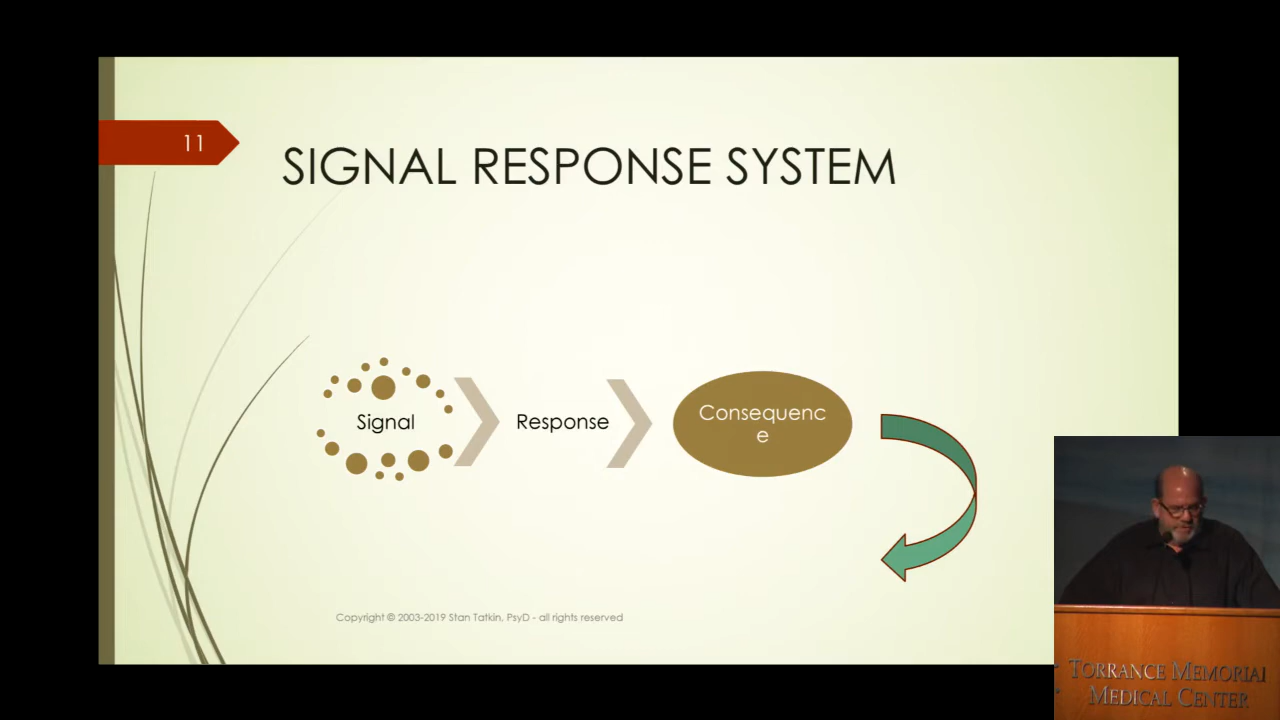 11
SIGNAL RESPONSE SYSTEM
Signal
Response
Consequenc
e
Copyright © 2003-2019 Stan Tatkin, PsyD - all rights reserved
TORRANCE MEMORIAL
MEDICAL CENTER